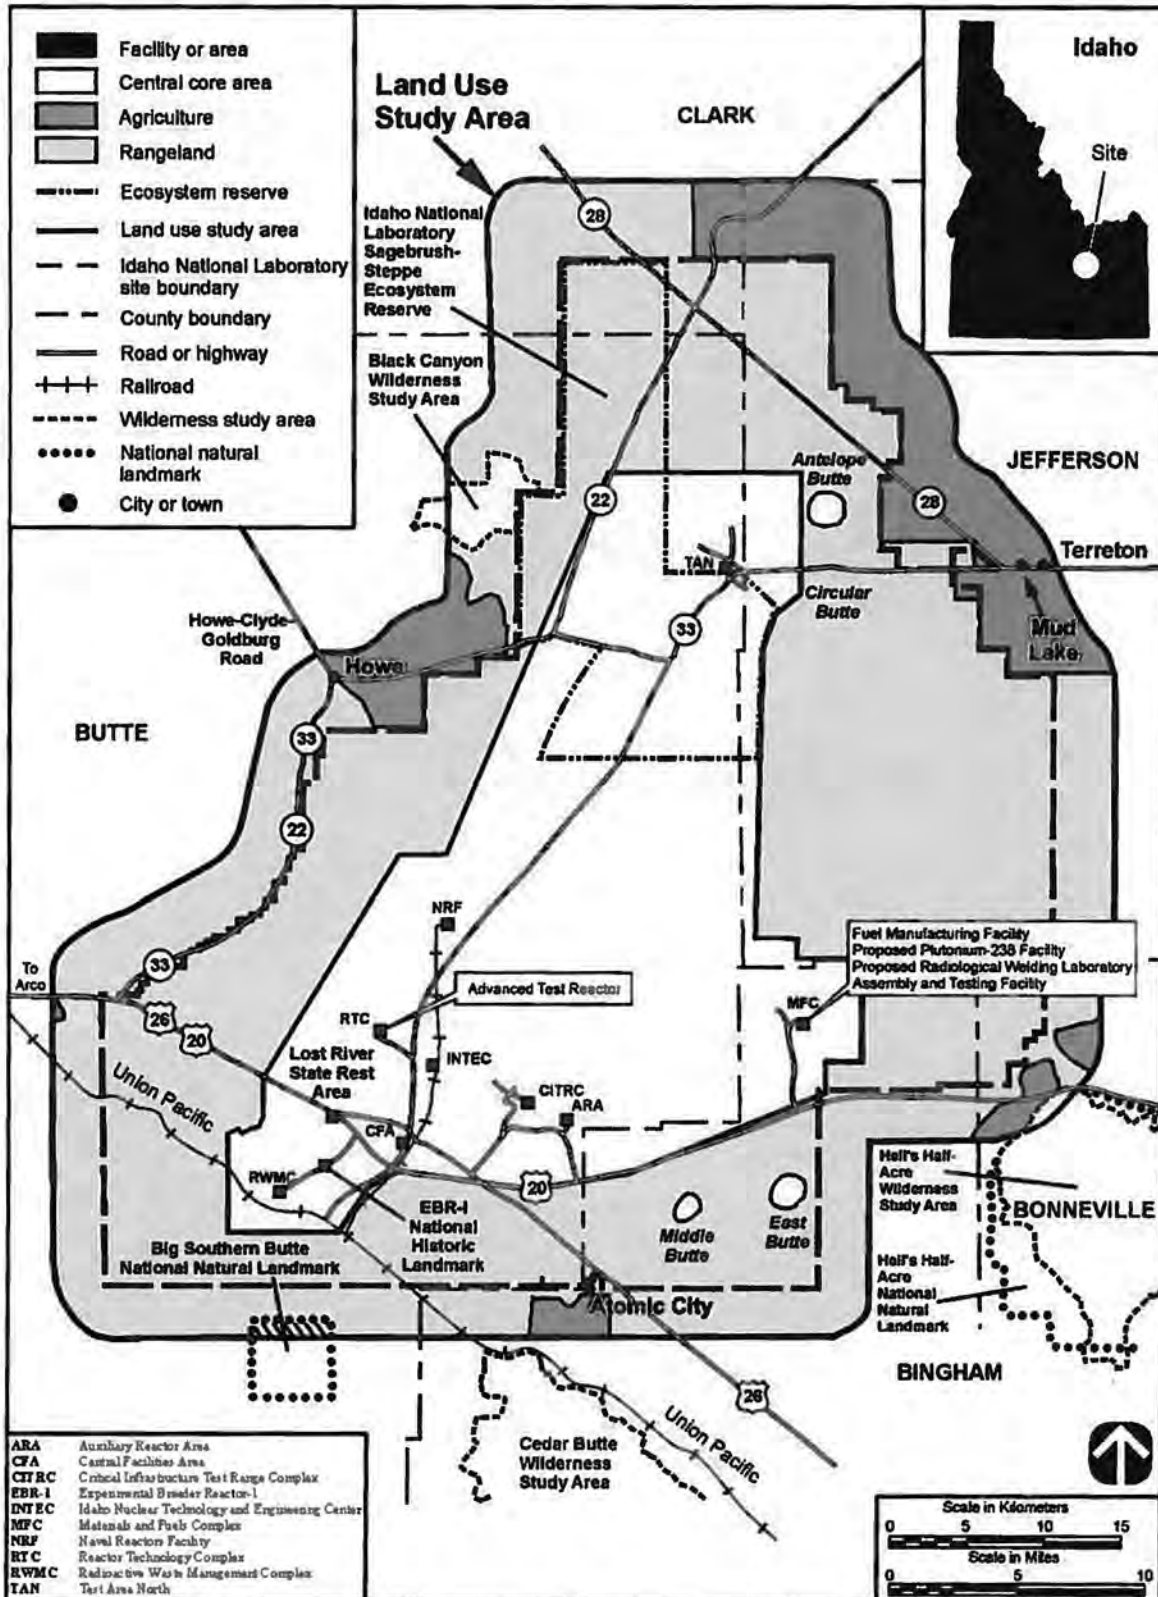 Facility or area
Central core area
Agriculture
Rangeland
Ecosystem reserve
Land use study area
Idaho National Laboratory
site boundary
County boundary
Road or highway
Railroad
Wilderness study area
National natural
landmark
City or town
Land Use
Study Area
CLARK
Idaho
Site
28
Idaho National
Laboratory
Sagebrush-
Steppe
Ecosystem
Reserve
Black Canyon
Wilderness
Study Area
JEFFERSON
Antelope
Butte
22
28
Terreton
TAN
Circular
Butte
Howe-Clyde-
Goldburg
Road
33
Mud
Lake
Howe
BUTTE
33
22
NRF
Fuel Manufacturing Facility
Proposed Plutonium-238 Facility
Proposed Radiological Welding Laboratory
Assembly and Testing Facility
To
Arco
33
Advanced Test Reactor
MFC
26
20
RTC
INTEC
Lost River
State Rest
Area
Union Pacific
CITRC
ARA
CFA
RWMC
20
Hell's Half-
Acre
Wilderness
Study Area
EBR-I
National
Historic
Landmark
Middle
Butte
East
Butte
BONNEVILLE
Big Southern Butte
National Natural Landmark
Hell's Half-
Acre
National
Natural
Landmark
Atomic City
BINGHAM
26
Union Pacific
Cedar Butte
Wilderness
Study Area
ARA Auxiliary Reactor Area
CFA Central Facilities Area
CITRC Critical Infrastructure Test Range Complex
EBR-I Experimental Breeder Reactor-I
INTEC Idaho Nuclear Technology and Engineering Center
MFC Materials and Fuels Complex
NRF Naval Reactors Facility
RTC Reactor Technology Complex
RWMC Radioactive Waste Management Complex
TAN Test Area North
Scale in Kilometers
0 5 10 15
Scale in Miles
0 5 10